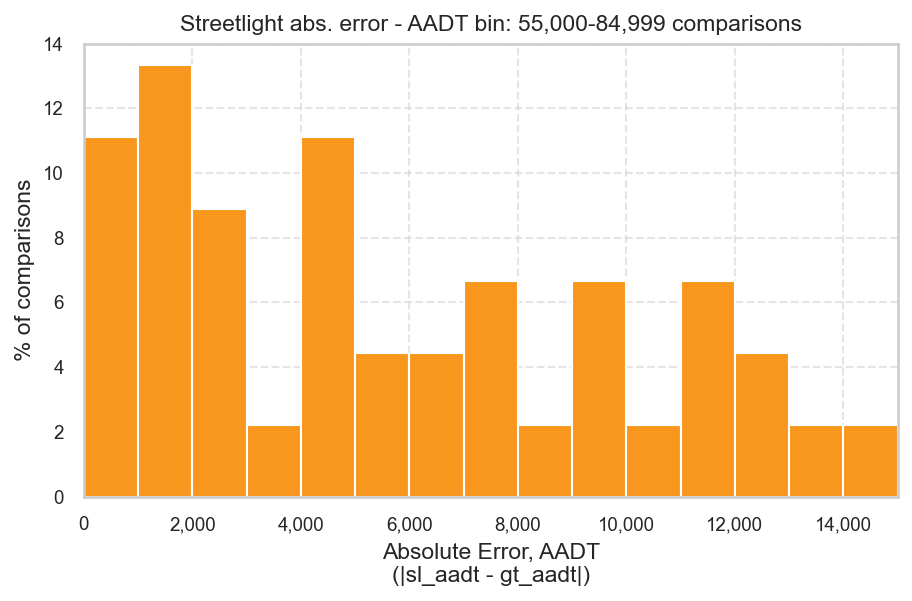 Streetlight abs. error - AADT bin: 55,000-84,999 comparisons
14
12
10
8
6
4
2
0
% of comparisons
0 2,000 4,000 6,000 8,000 10,000 12,000 14,000
Absolute Error, AADT
(|sl_aadt - gt_aadt|)